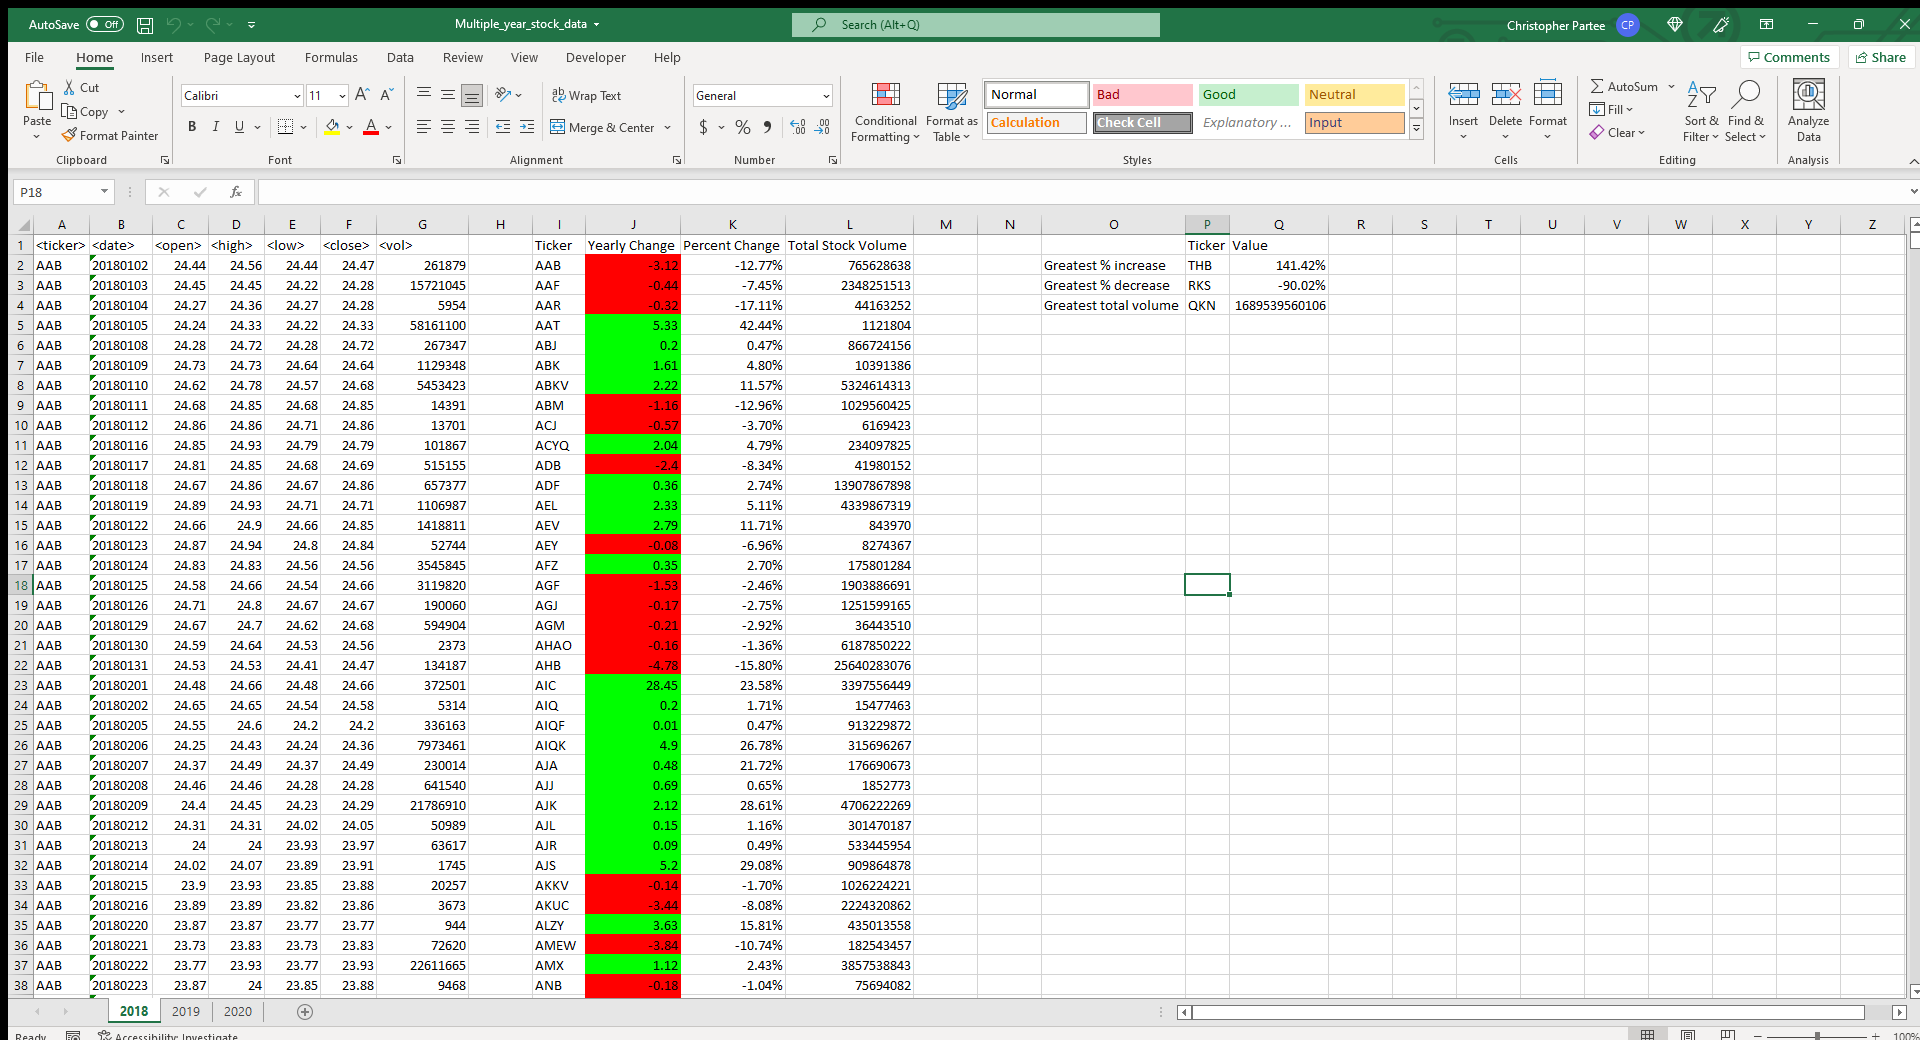 AutoSave Off Multiple_year_stock_data Search (Alt+Q) Christopher Partee CP
File Home Insert Page Layout Formulas Data Review View Developer Help Comments Share
Paste Cut Copy Format Painter
Clipboard
Calibri 11 A^ A˅
B I U A
Font
ab Wrap Text
Merge & Center
Alignment
General
$ % 9
Number
Conditional Formatting Format as Table
Normal Bad Good Neutral
Calculation Check Cell Explanatory ... Input
Styles
Insert Delete Format
Cells
AutoSum Fill Clear
Sort & Filter Find & Select
Editing
Analyze Data
Analysis
P18 fx
A B C D E F G H I J K L M N O P Q R S T U V W X Y Z
1 <ticker> <date> <open> <high> <low> <close> <vol> Ticker Yearly Change Percent Change Total Stock Volume Ticker Value
2 AAB 20180102 24.44 24.56 24.44 24.47 261879 AAB -3.12 -12.77% 765628638 Greatest % increase THB 141.42%
3 AAB 20180103 24.45 24.45 24.22 24.28 15721045 AAF -0.44 -7.45% 2348251513 Greatest % decrease RKS -90.02%
4 AAB 20180104 24.27 24.36 24.27 24.28 5954 AAR -0.32 -17.11% 44163252 Greatest total volume QKN 1689539560106
5 AAB 20180105 24.24 24.33 24.22 24.33 58161100 AAT 5.33 42.44% 1121804
6 AAB 20180108 24.28 24.72 24.28 24.72 267347 ABJ 0.2 0.47% 866724156
7 AAB 20180109 24.73 24.73 24.64 24.64 1129348 ABK 1.61 4.80% 10391386
8 AAB 20180110 24.62 24.78 24.57 24.68 5453423 ABKV 2.22 11.57% 5324614313
9 AAB 20180111 24.68 24.85 24.68 24.85 14391 ABM -1.16 -12.96% 1029560425
10 AAB 20180112 24.86 24.86 24.71 24.86 13701 ACJ -0.57 -3.70% 6169423
11 AAB 20180116 24.85 24.93 24.79 24.79 101867 ACYQ 2.04 4.79% 234097825
12 AAB 20180117 24.81 24.85 24.68 24.69 515155 ADB -2.4 -8.34% 41980152
13 AAB 20180118 24.67 24.86 24.67 24.86 657377 ADF 0.36 2.74% 13907867898
14 AAB 20180119 24.89 24.93 24.71 24.71 1106987 AEL 2.33 5.11% 4339867319
15 AAB 20180122 24.66 24.9 24.66 24.85 1418811 AEV 2.79 11.71% 843970
16 AAB 20180123 24.87 24.94 24.8 24.84 52744 AEY -0.08 -6.96% 8274367
17 AAB 20180124 24.83 24.83 24.56 24.56 3545845 AFZ 0.35 2.70% 175801284
18 AAB 20180125 24.58 24.66 24.54 24.66 3119820 AGF -1.53 -2.46% 1903886691
19 AAB 20180126 24.71 24.8 24.67 24.67 190060 AGJ -0.17 -2.75% 1251599165
20 AAB 20180129 24.67 24.7 24.62 24.68 594904 AGM -0.21 -2.92% 36443510
21 AAB 20180130 24.59 24.64 24.53 24.56 2373 AHAO -0.16 -1.36% 6187850222
22 AAB 20180131 24.53 24.53 24.41 24.47 134187 AHB -4.78 -15.80% 25640283076
23 AAB 20180201 24.48 24.66 24.48 24.66 372501 AIC 28.45 23.58% 3397556449
24 AAB 20180202 24.65 24.65 24.54 24.58 5314 AIQ 0.2 1.71% 15477463
25 AAB 20180205 24.55 24.6 24.2 24.2 336163 AIQF 0.01 0.47% 913229872
26 AAB 20180206 24.25 24.43 24.24 24.36 7973461 AIQK 4.9 26.78% 315696267
27 AAB 20180207 24.37 24.49 24.37 24.49 230014 AJA 0.48 21.72% 176690673
28 AAB 20180208 24.46 24.46 24.28 24.28 641540 AJJ 0.69 0.65% 1852773
29 AAB 20180209 24.4 24.45 24.23 24.29 21786910 AJK 2.12 28.61% 4706222269
30 AAB 20180212 24.31 24.31 24.02 24.05 50989 AJL 0.15 1.16% 301470187
31 AAB 20180213 24 24 23.93 23.97 63617 AJR 0.09 0.49% 533445954
32 AAB 20180214 24.02 24.07 23.89 23.91 1745 AJS 5.2 29.08% 909864878
33 AAB 20180215 23.9 23.93 23.85 23.88 20257 AKKV -0.14 -1.70% 1026224221
34 AAB 20180216 23.89 23.89 23.82 23.86 3673 AKUC -3.44 -8.08% 2224320862
35 AAB 20180220 23.87 23.87 23.77 23.77 944 ALZY 3.63 15.81% 435013558
36 AAB 20180221 23.73 23.83 23.73 23.83 72620 AMEW -3.84 -10.74% 182543457
37 AAB 20180222 23.77 23.93 23.77 23.93 22611665 AMX 1.12 2.43% 3857538843
38 AAB 20180223 23.87 24 23.85 23.88 9468 ANB -0.18 -1.04% 75694082
2018 2019 2020
Ready Accessibility: Investigate 100%